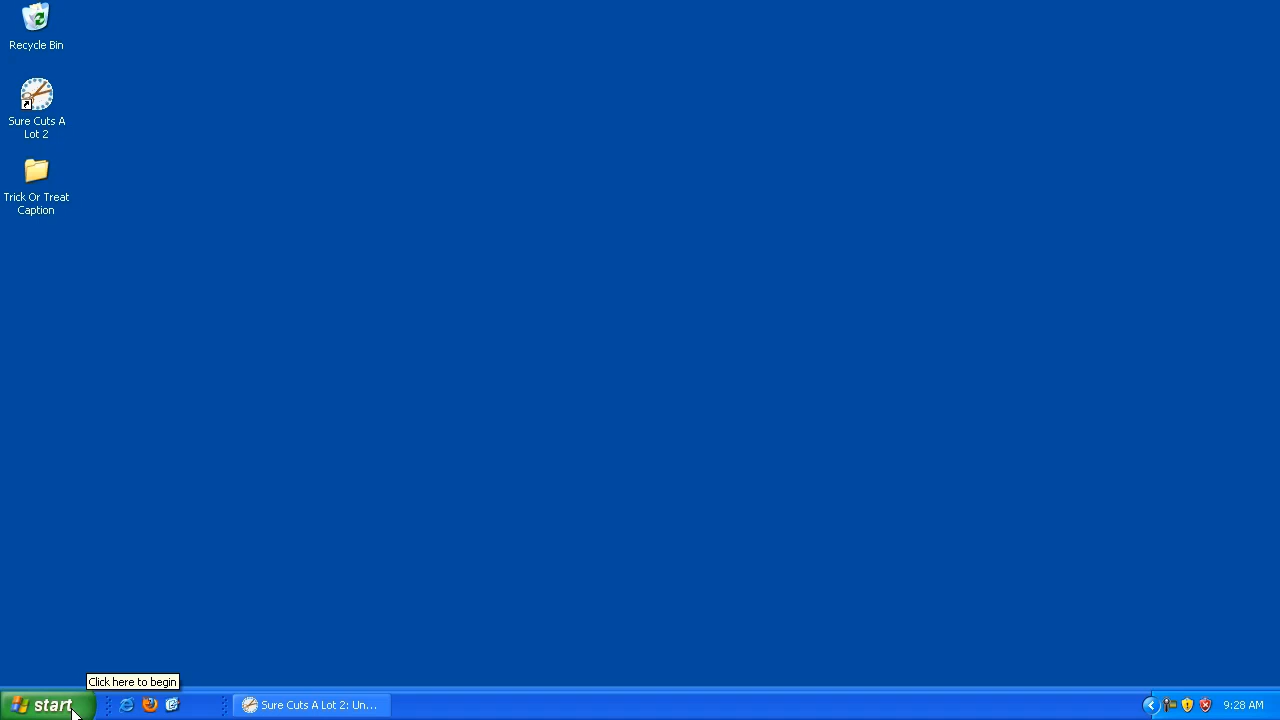 Recycle Bin
Sure Cuts A
Lot 2
Trick Or Treat
Caption
Click here to begin
start
Sure Cuts A Lot 2: Un...
9:28 AM